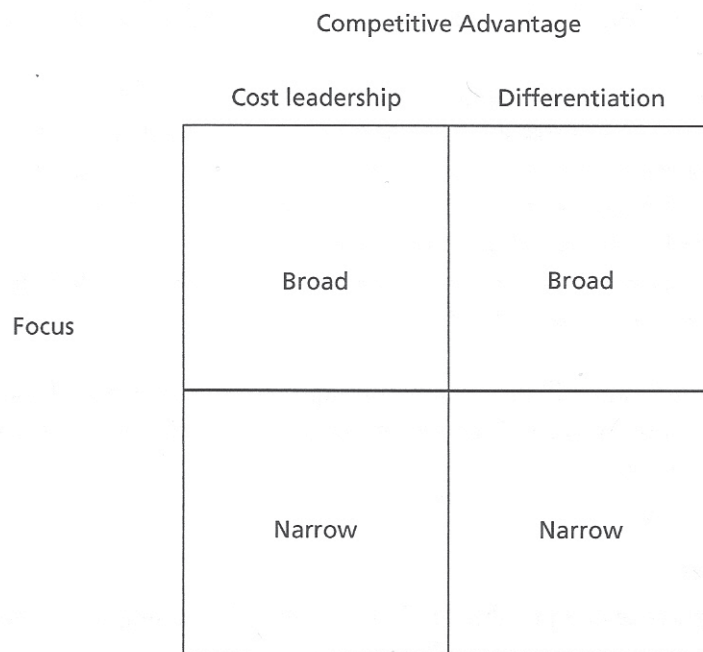 Competitive Advantage
Cost leadership Differentiation
Broad Broad
Focus
Narrow Narrow